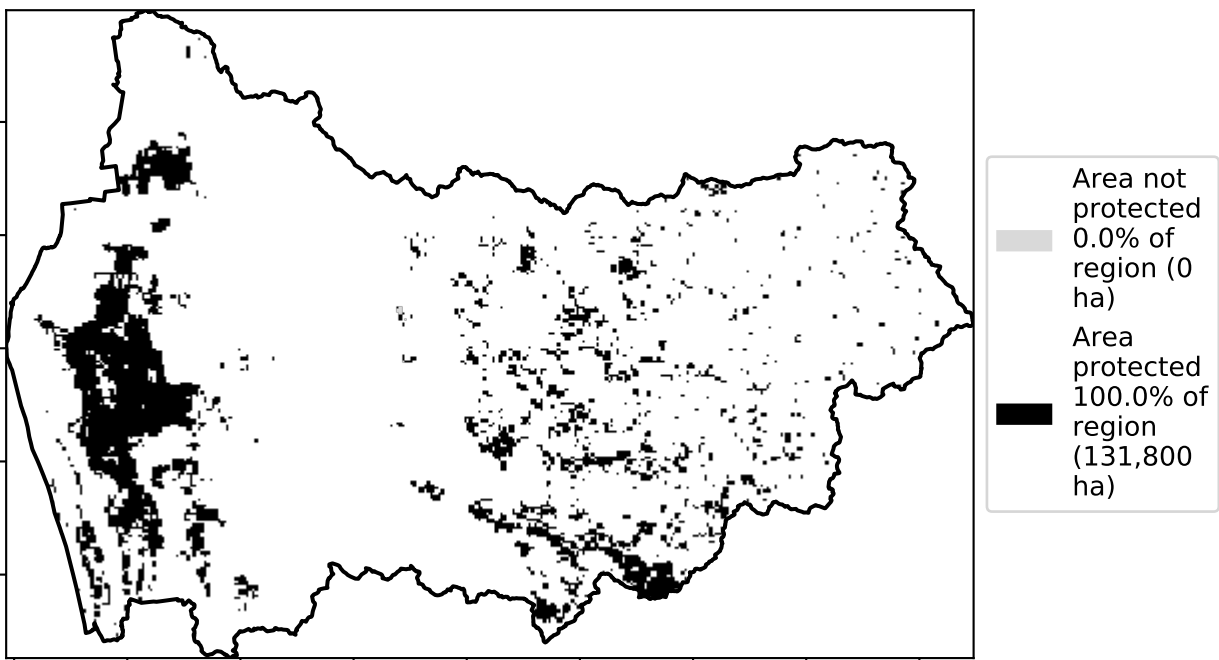 Area not
protected
0.0% of
region (0
ha)
Area
protected
100.0% of
region
(131,800
ha)